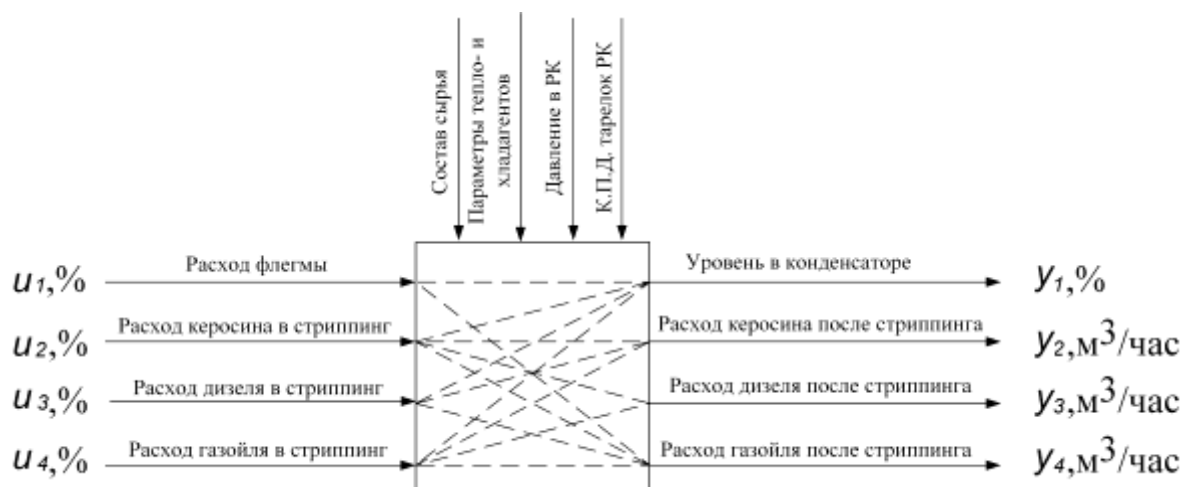 Состав сырья
Параметры тепло- и
хладагентов
Давление в РК
К.П.Д. тарелок РК
u1,%
Расход флегмы
Уровень в конденсаторе
y1,%
u2,%
Расход керосина в стриппинг
Расход керосина после стриппинга
y2,м³/час
u3,%
Расход дизеля в стриппинг
Расход дизеля после стриппинга
y3,м³/час
u4,%
Расход газойля в стриппинг
Расход газойля после стриппинга
y4,м³/час